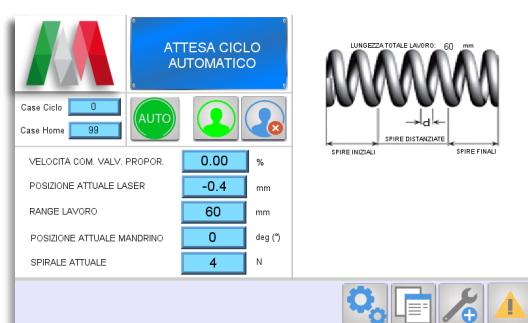 ATTESA CICLO
AUTOMATICO
LUNGEZZA TOTALE LAVORO: 60 mm
Case Ciclo 0
Case Home 99
AUTO
d
SPIRE DISTANZIATE
SPIRE INIZIALI SPIRE FINALI
VELOCITÀ COM. VALV. PROPOR. 0.00 %
POSIZIONE ATTUALE LASER -0.4 mm
RANGE LAVORO 60 mm
POSIZIONE ATTUALE MANDRINO 0 deg (°)
SPIRALE ATTUALE 4 N